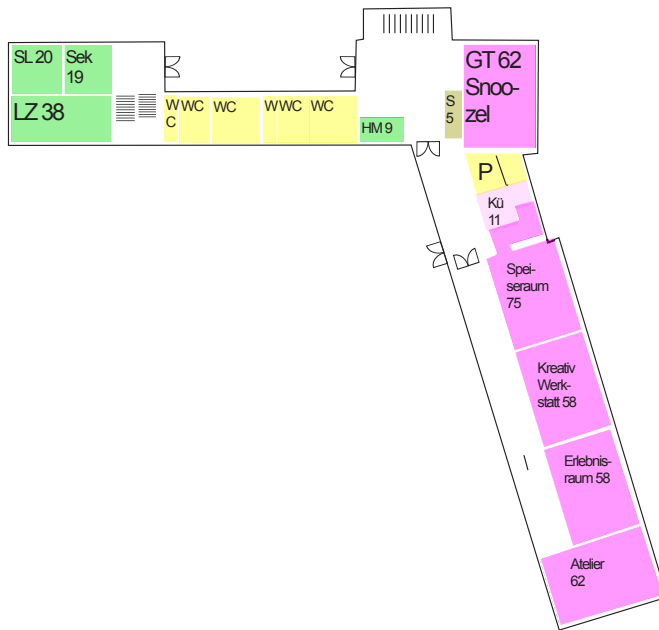 SL 20
Sek
19
LZ 38
W
C
WC
WC
W
WC
WC
HM 9
S
5
GT 62
Snoo-
zel
P
Kü
11
Spei-
seraum
75
Kreativ
Werk-
statt 58
Erlebnis-
raum 58
Atelier
62